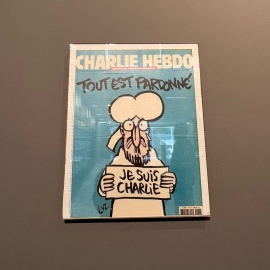 CHARLIE HEBDO
TOUT EST PARDONNÉ
JE SUIS
CHARLIE
LUZ